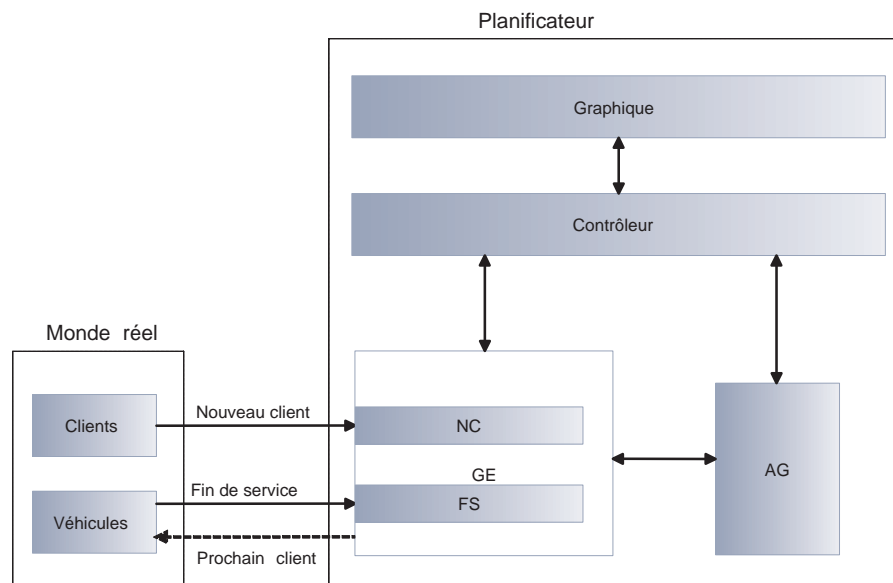 Planificateur
Graphique
Contrôleur
Monde réel
Clients
Nouveau client
NC
GE
AG
Véhicules
Fin de service
FS
Prochain client